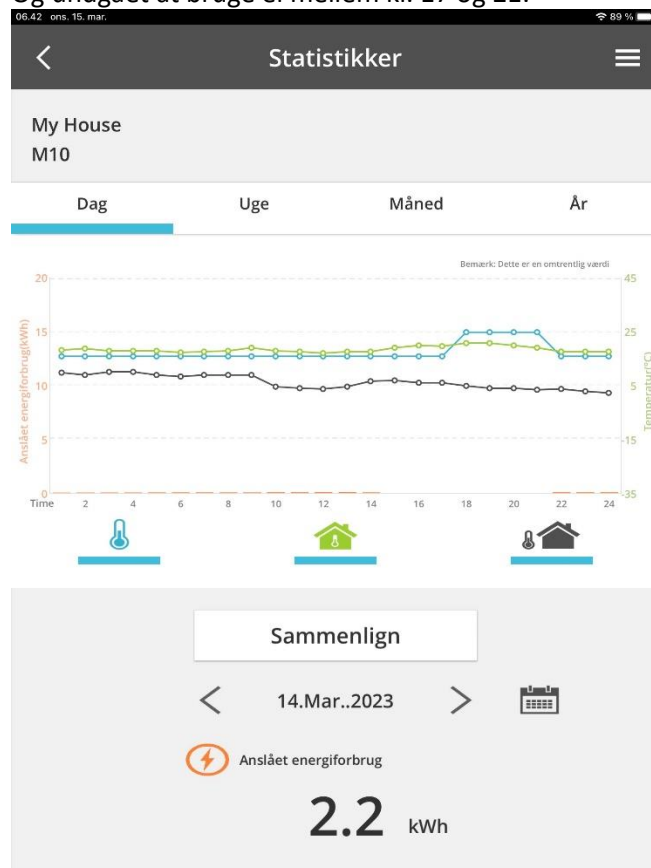 Og undgået at bruge el mellem kl. 17 og 21.
06.42 ons. 15. mar.
89 %
Statistikker
My House
M10
Dag Uge Måned År
Bemærk: Dette er en omtrentlig værdi
20 45
15 25
10 5
5 -15
0 -35
Anslået energiforbrug(kWh)
Temperatur(°C)
Time 2 4 6 8 10 12 14 16 18 20 22 24
Sammenlign
14.Mar..2023
Anslået energiforbrug
2.2 kWh